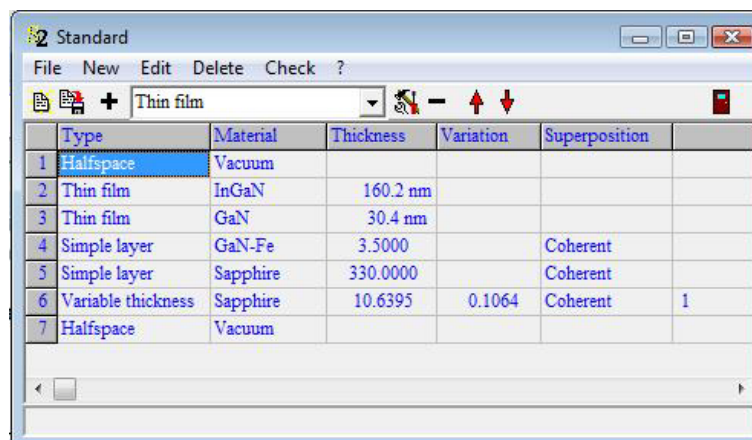 Standard
File New Edit Delete Check ?
Thin film
Type Material Thickness Variation Superposition
1 Halfspace Vacuum
2 Thin film InGaN 160.2 nm
3 Thin film GaN 30.4 nm
4 Simple layer GaN-Fe 3.5000 Coherent
5 Simple layer Sapphire 330.0000 Coherent
6 Variable thickness Sapphire 10.6395 0.1064 Coherent 1
7 Halfspace Vacuum